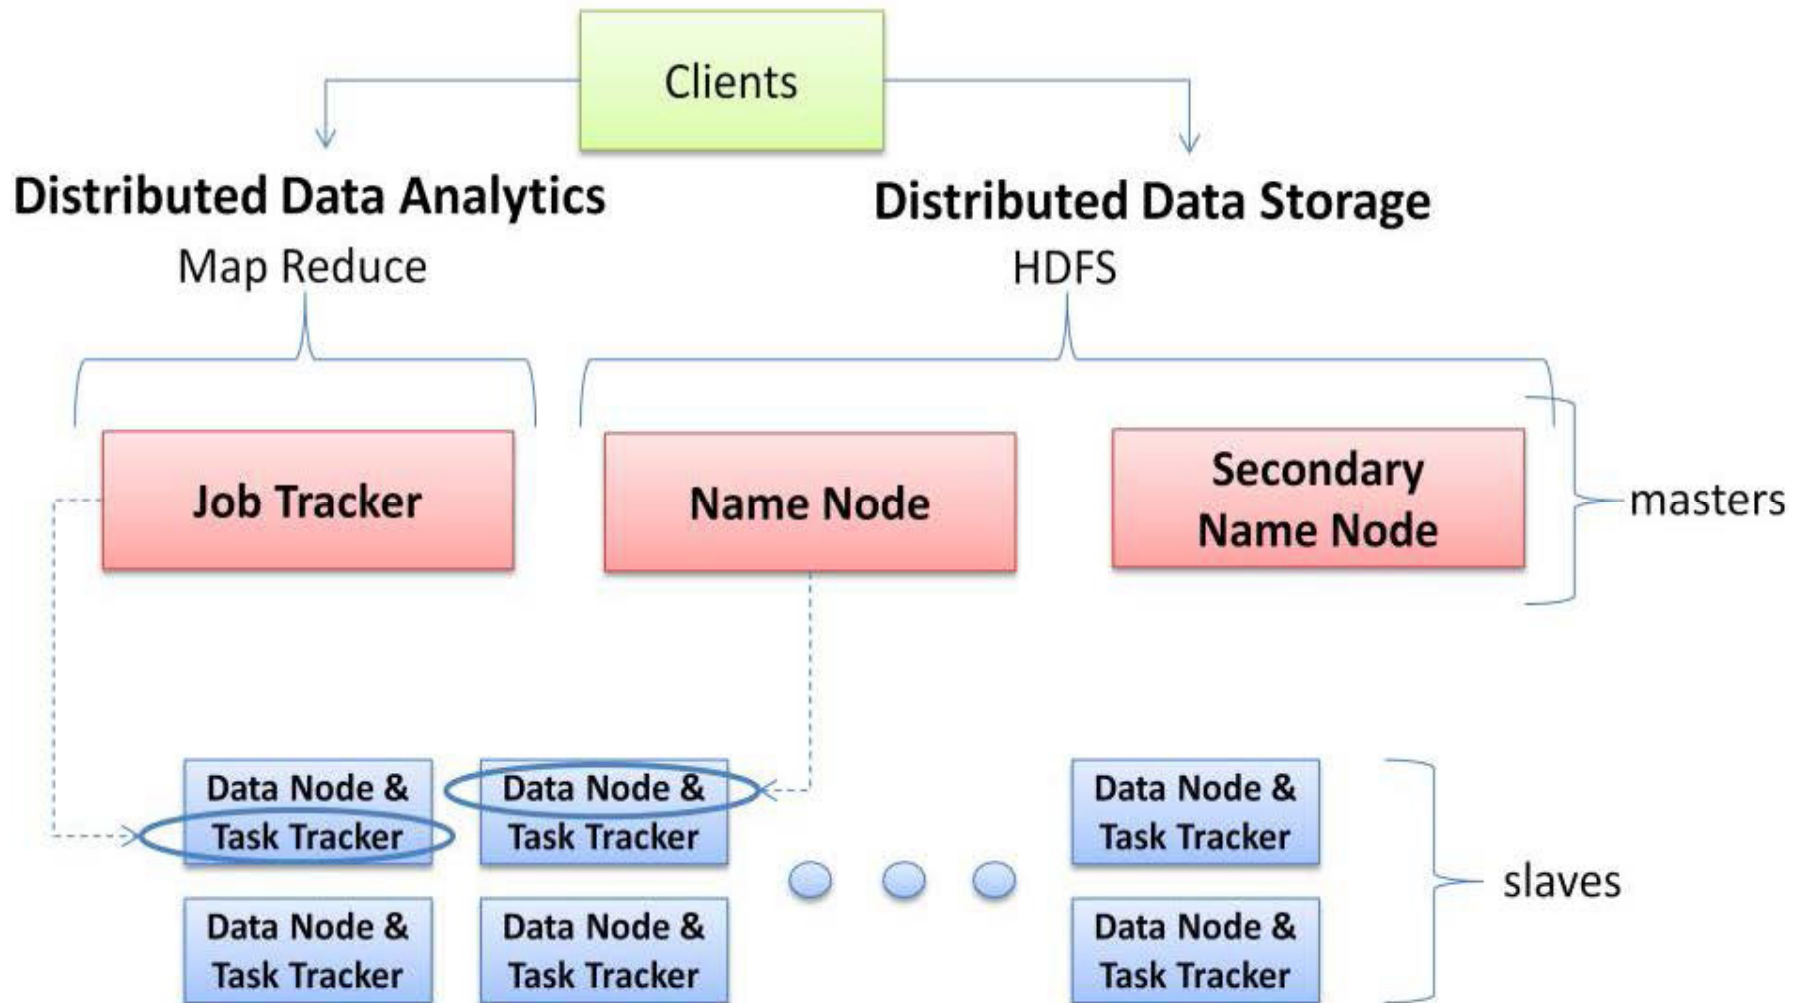 Clients
Distributed Data Analytics
Distributed Data Storage
Map Reduce
HDFS
Job Tracker
Name Node
Secondary
Name Node
masters
Data Node &
Task Tracker
Data Node &
Task Tracker
Data Node &
Task Tracker
slaves
Data Node &
Task Tracker
Data Node &
Task Tracker
Data Node &
Task Tracker